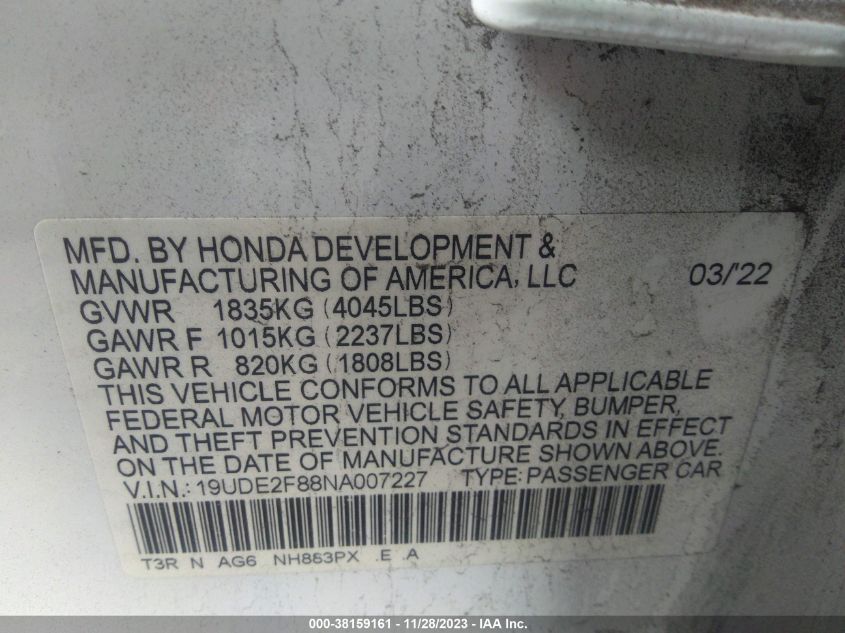 MFD. BY HONDA DEVELOPMENT &
MANUFACTURING OF AMERICA, LLC 03/'22
GVWR 1835KG (4045LBS)
GAWR F 1015KG (2237LBS)
GAWR R 820KG (1808LBS)
THIS VEHICLE CONFORMS TO ALL APPLICABLE
FEDERAL MOTOR VEHICLE SAFETY, BUMPER,
AND THEFT PREVENTION STANDARDS IN EFFECT
ON THE DATE OF MANUFACTURE SHOWN ABOVE.
V.I.N.: 19UDE2F88NA007227 TYPE: PASSENGER CAR
T3R N AG6 NH883PX E A
000-38159161 - 11/28/2023 - IAA Inc.